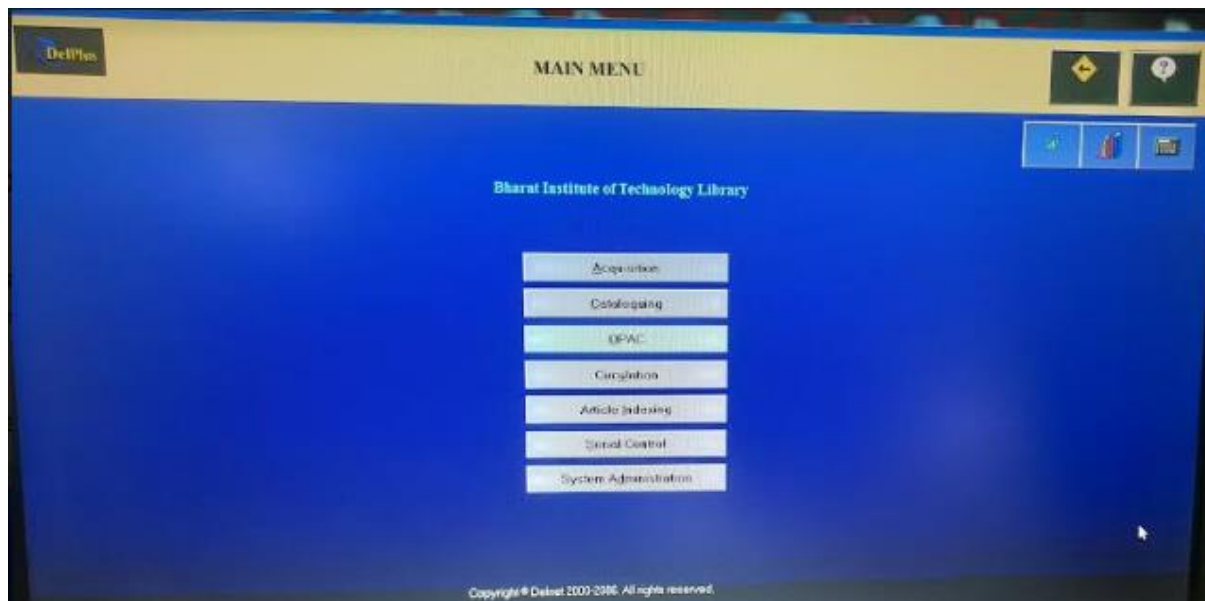 DelPlus
MAIN MENU
?
Bharat Institute of Technology Library
Acquisition
Cataloguing
OPAC
Circulation
Article Indexing
Serial Control
System Administration
Copyright © Delnet 2000-2006. All rights reserved.